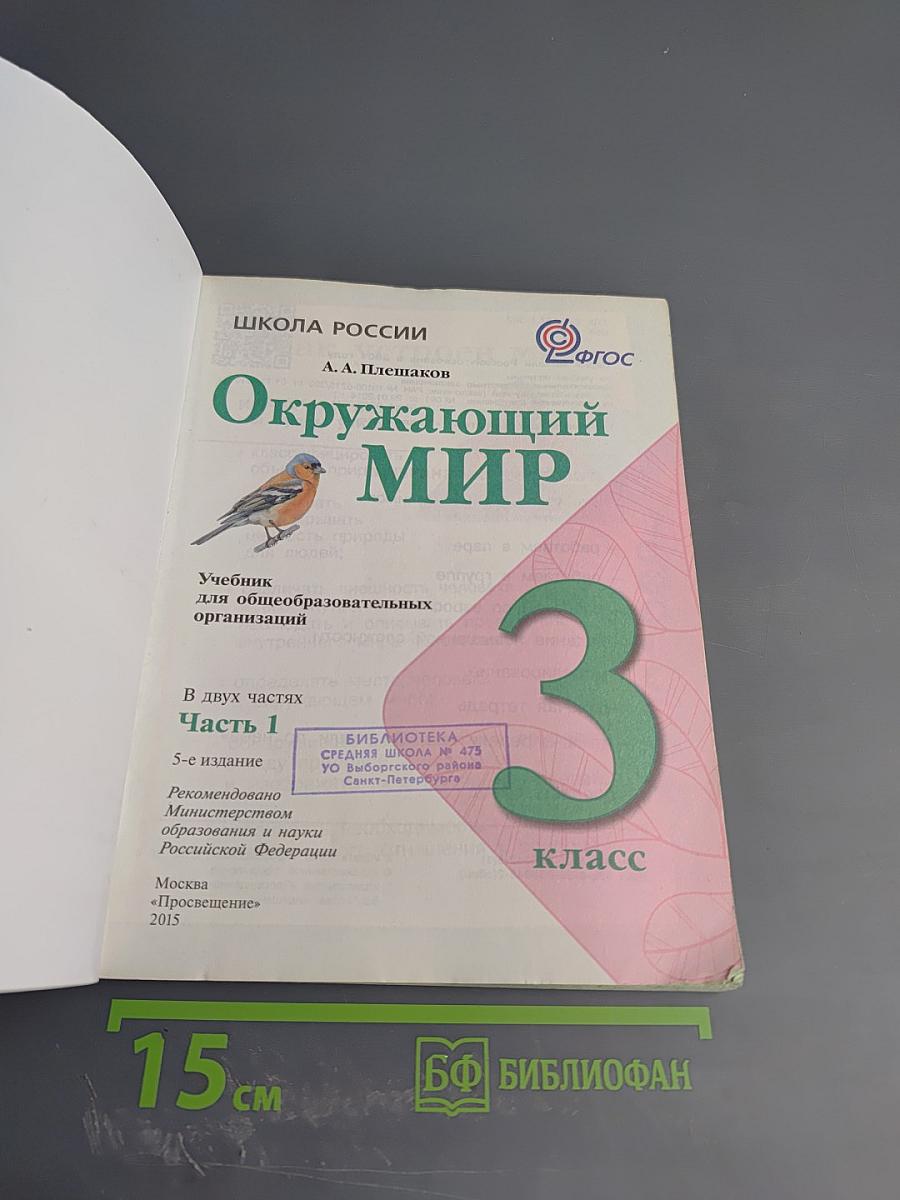 ШКОЛА РОССИИ
ФГОС
А. А. Плешаков
Окружающий
МИР
Учебник
для общеобразовательных
организаций
В двух частях
Часть 1
5-е издание
БИБЛИОТЕКА
СРЕДНЯЯ ШКОЛА № 475
УО Выборгского района
Санкт-Петербурга
Рекомендовано
Министерством
образования и науки
Российской Федерации
3
класс
Москва
«Просвещение»
2015
15 см
БФ БИБЛИОФАН